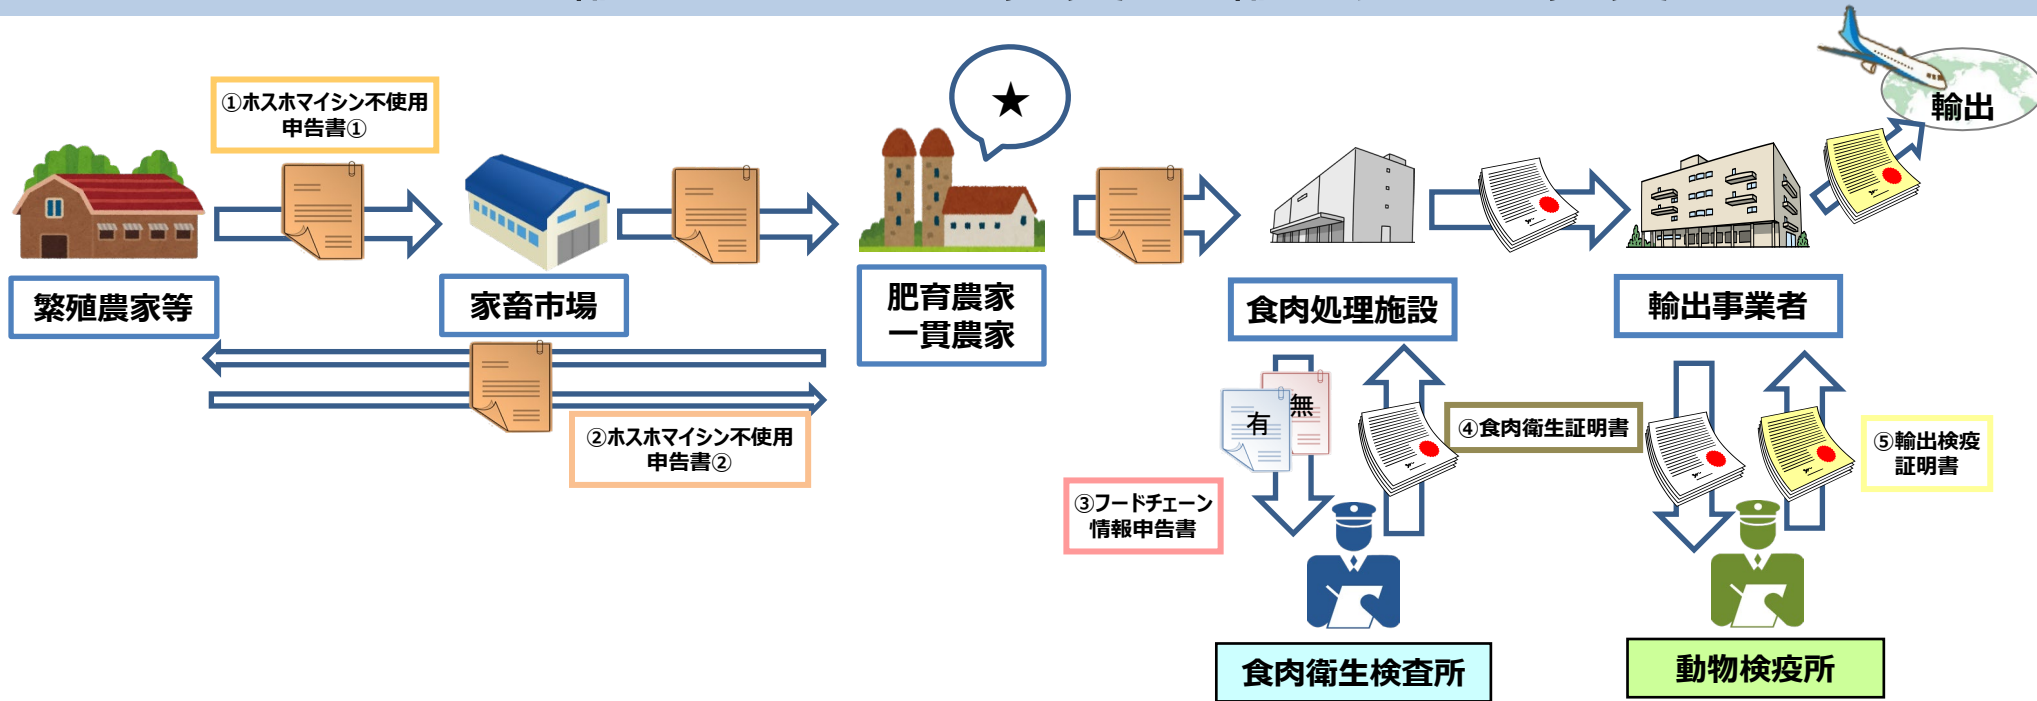 ①ホスホマイシン不使用
申告書①
★
輸出
繁殖農家等
家畜市場
肥育農家
一貫農家
食肉処理施設
輸出事業者
②ホスホマイシン不使用
申告書②
有
無
③フードチェーン
情報申告書
④食肉衛生証明書
⑤輸出検疫
証明書
食肉衛生検査所
動物検疫所